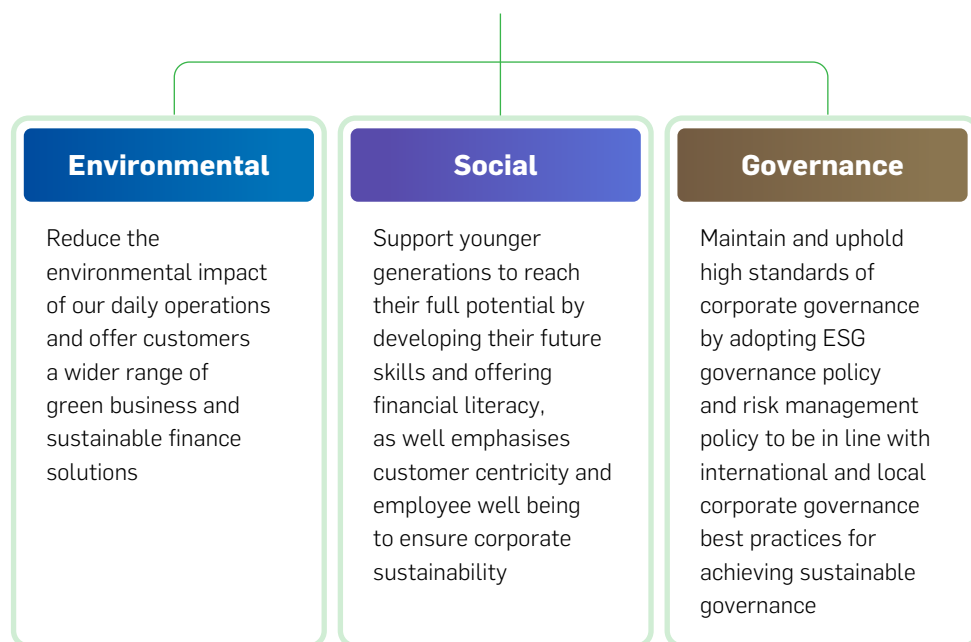 Environmental
Reduce the
environmental impact
of our daily operations
and offer customers
a wider range of
green business and
sustainable finance
solutions
Social
Support younger
generations to reach
their full potential by
developing their future
skills and offering
financial literacy,
as well emphasises
customer centricity and
employee well being
to ensure corporate
sustainability
Governance
Maintain and uphold
high standards of
corporate governance
by adopting ESG
governance policy
and risk management
policy to be in line with
international and local
corporate governance
best practices for
achieving sustainable
governance